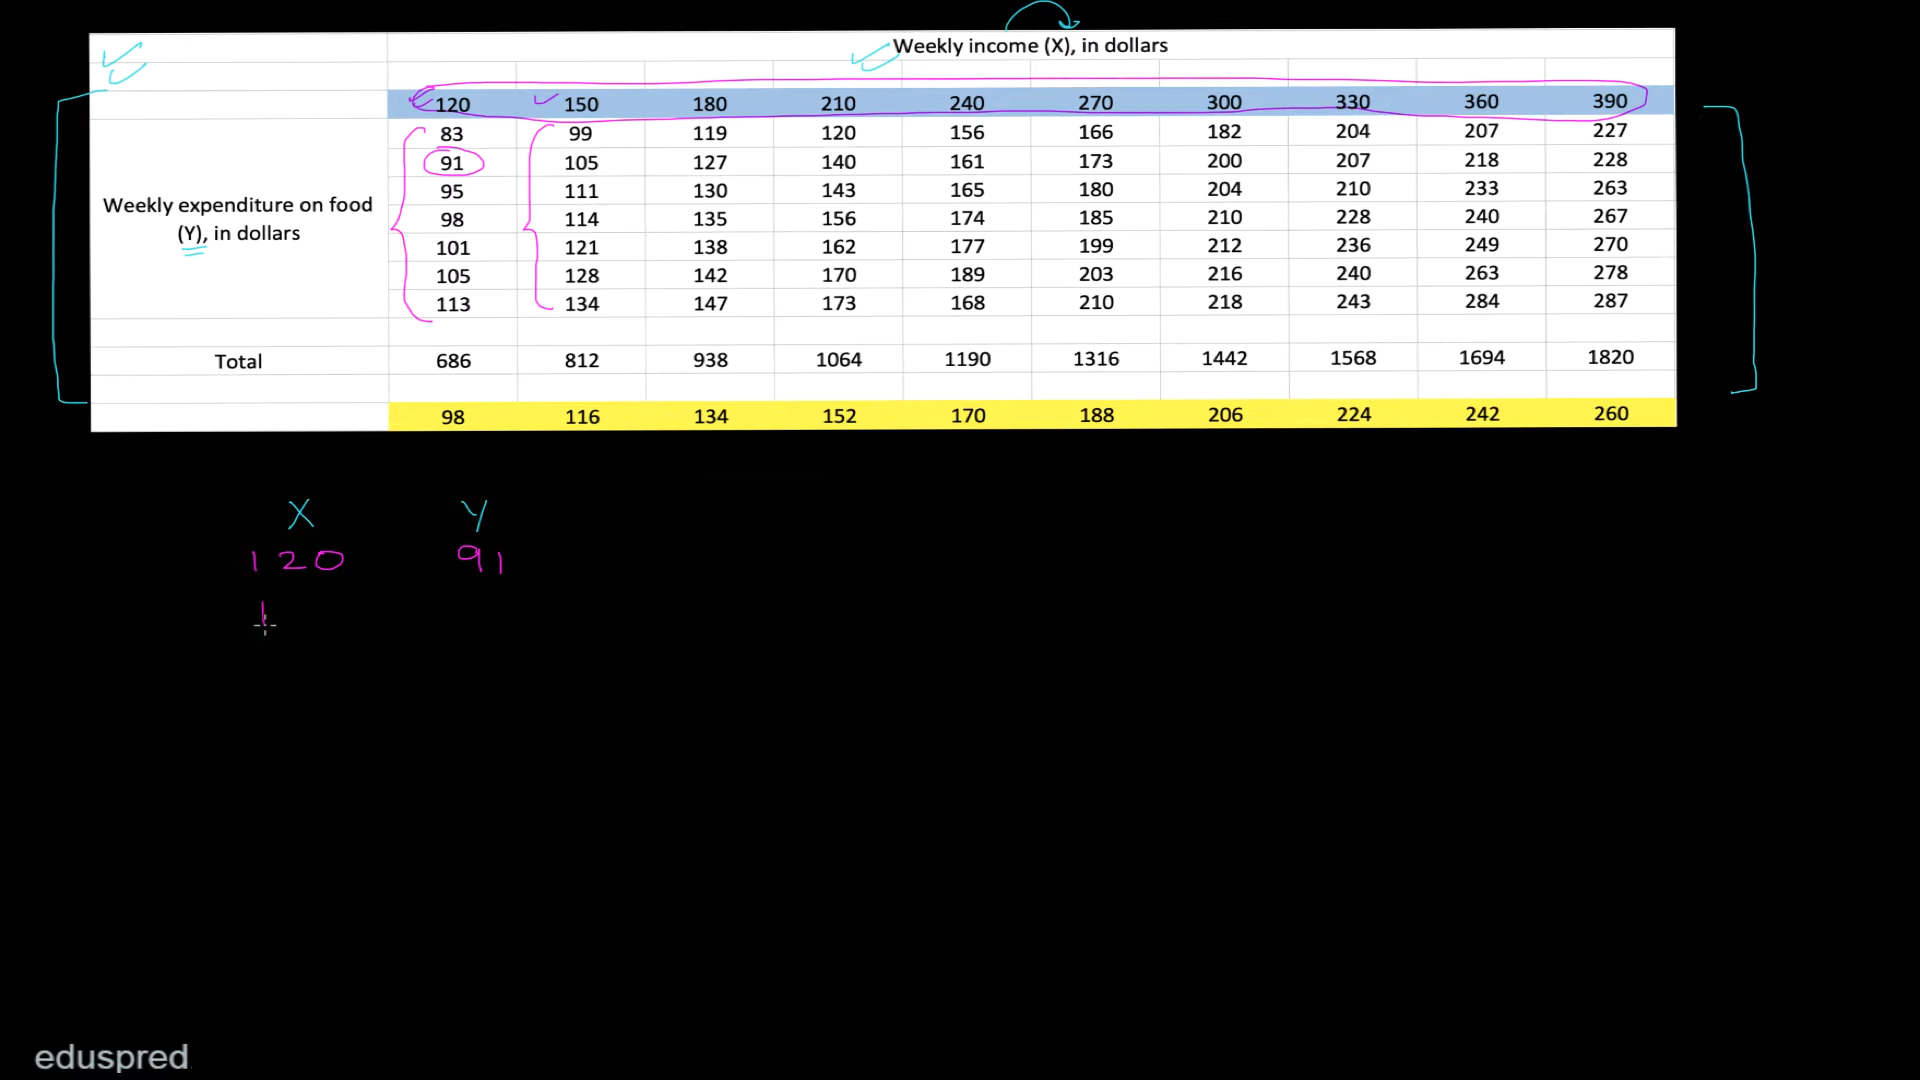 Weekly income (X), in dollars
120 150 180 210 240 270 300 330 360 390
83 99 119 120 156 166 182 204 207 227
91 105 127 140 161 173 200 207 218 228
95 111 130 143 165 180 204 210 233 263
Weekly expenditure on food
98 114 135 156 174 185 210 228 240 267
(Y), in dollars
101 121 138 162 177 199 212 236 249 270
105 128 142 170 189 203 216 240 263 278
113 134 147 173 168 210 218 243 284 287
Total 686 812 938 1064 1190 1316 1442 1568 1694 1820
98 116 134 152 170 188 206 224 242 260
X Y
120 91
1
eduspred